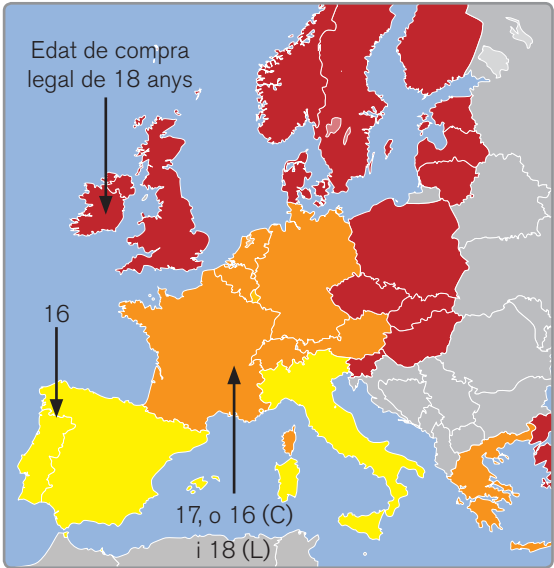 Edat de compra
legal de 18 anys
16
17, o 16 (C)
i 18 (L)